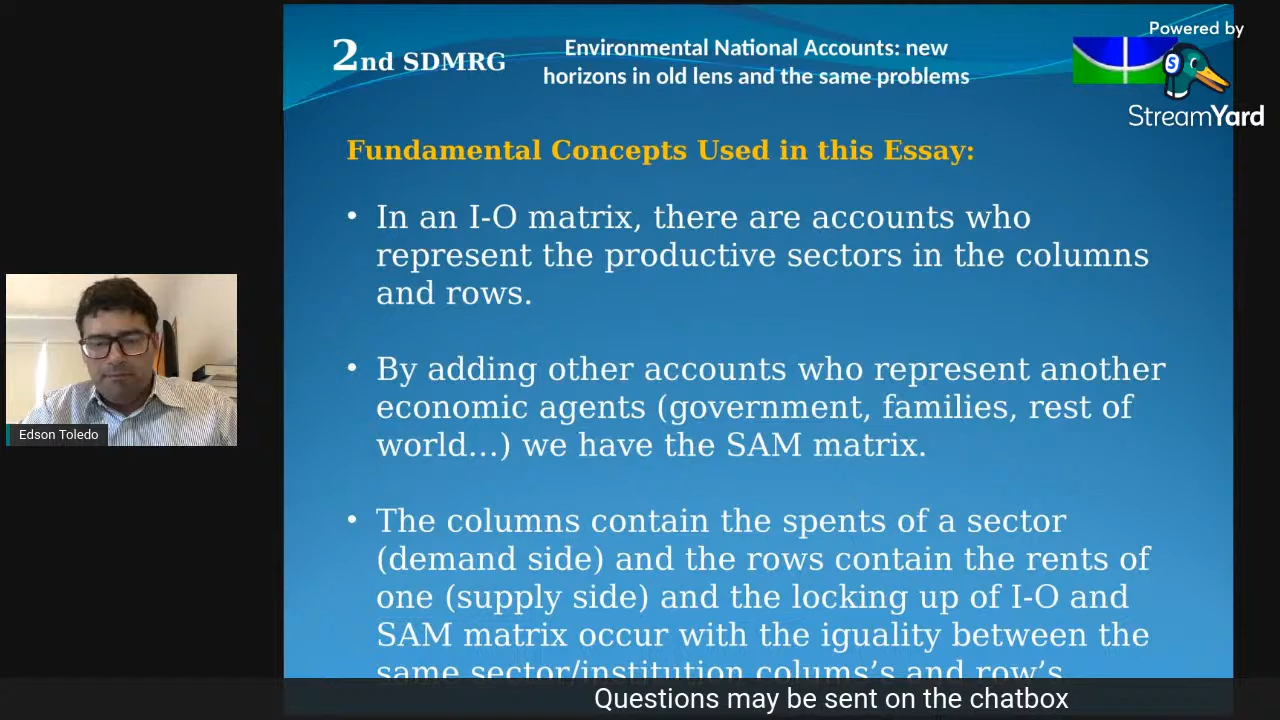 2nd SDMRG
Environmental National Accounts: new
horizons in old lens and the same problems
Powered by
S
StreamYard
Fundamental Concepts Used in this Essay:
• In an I-O matrix, there are accounts who
represent the productive sectors in the columns
and rows.
• By adding other accounts who represent another
economic agents (government, families, rest of
world...) we have the SAM matrix.
• The columns contain the spents of a sector
(demand side) and the rows contain the rents of
one (supply side) and the locking up of I-O and
SAM matrix occur with the iguality between the
same sector/institution colums's and row's
Edson Toledo
Questions may be sent on the chatbox